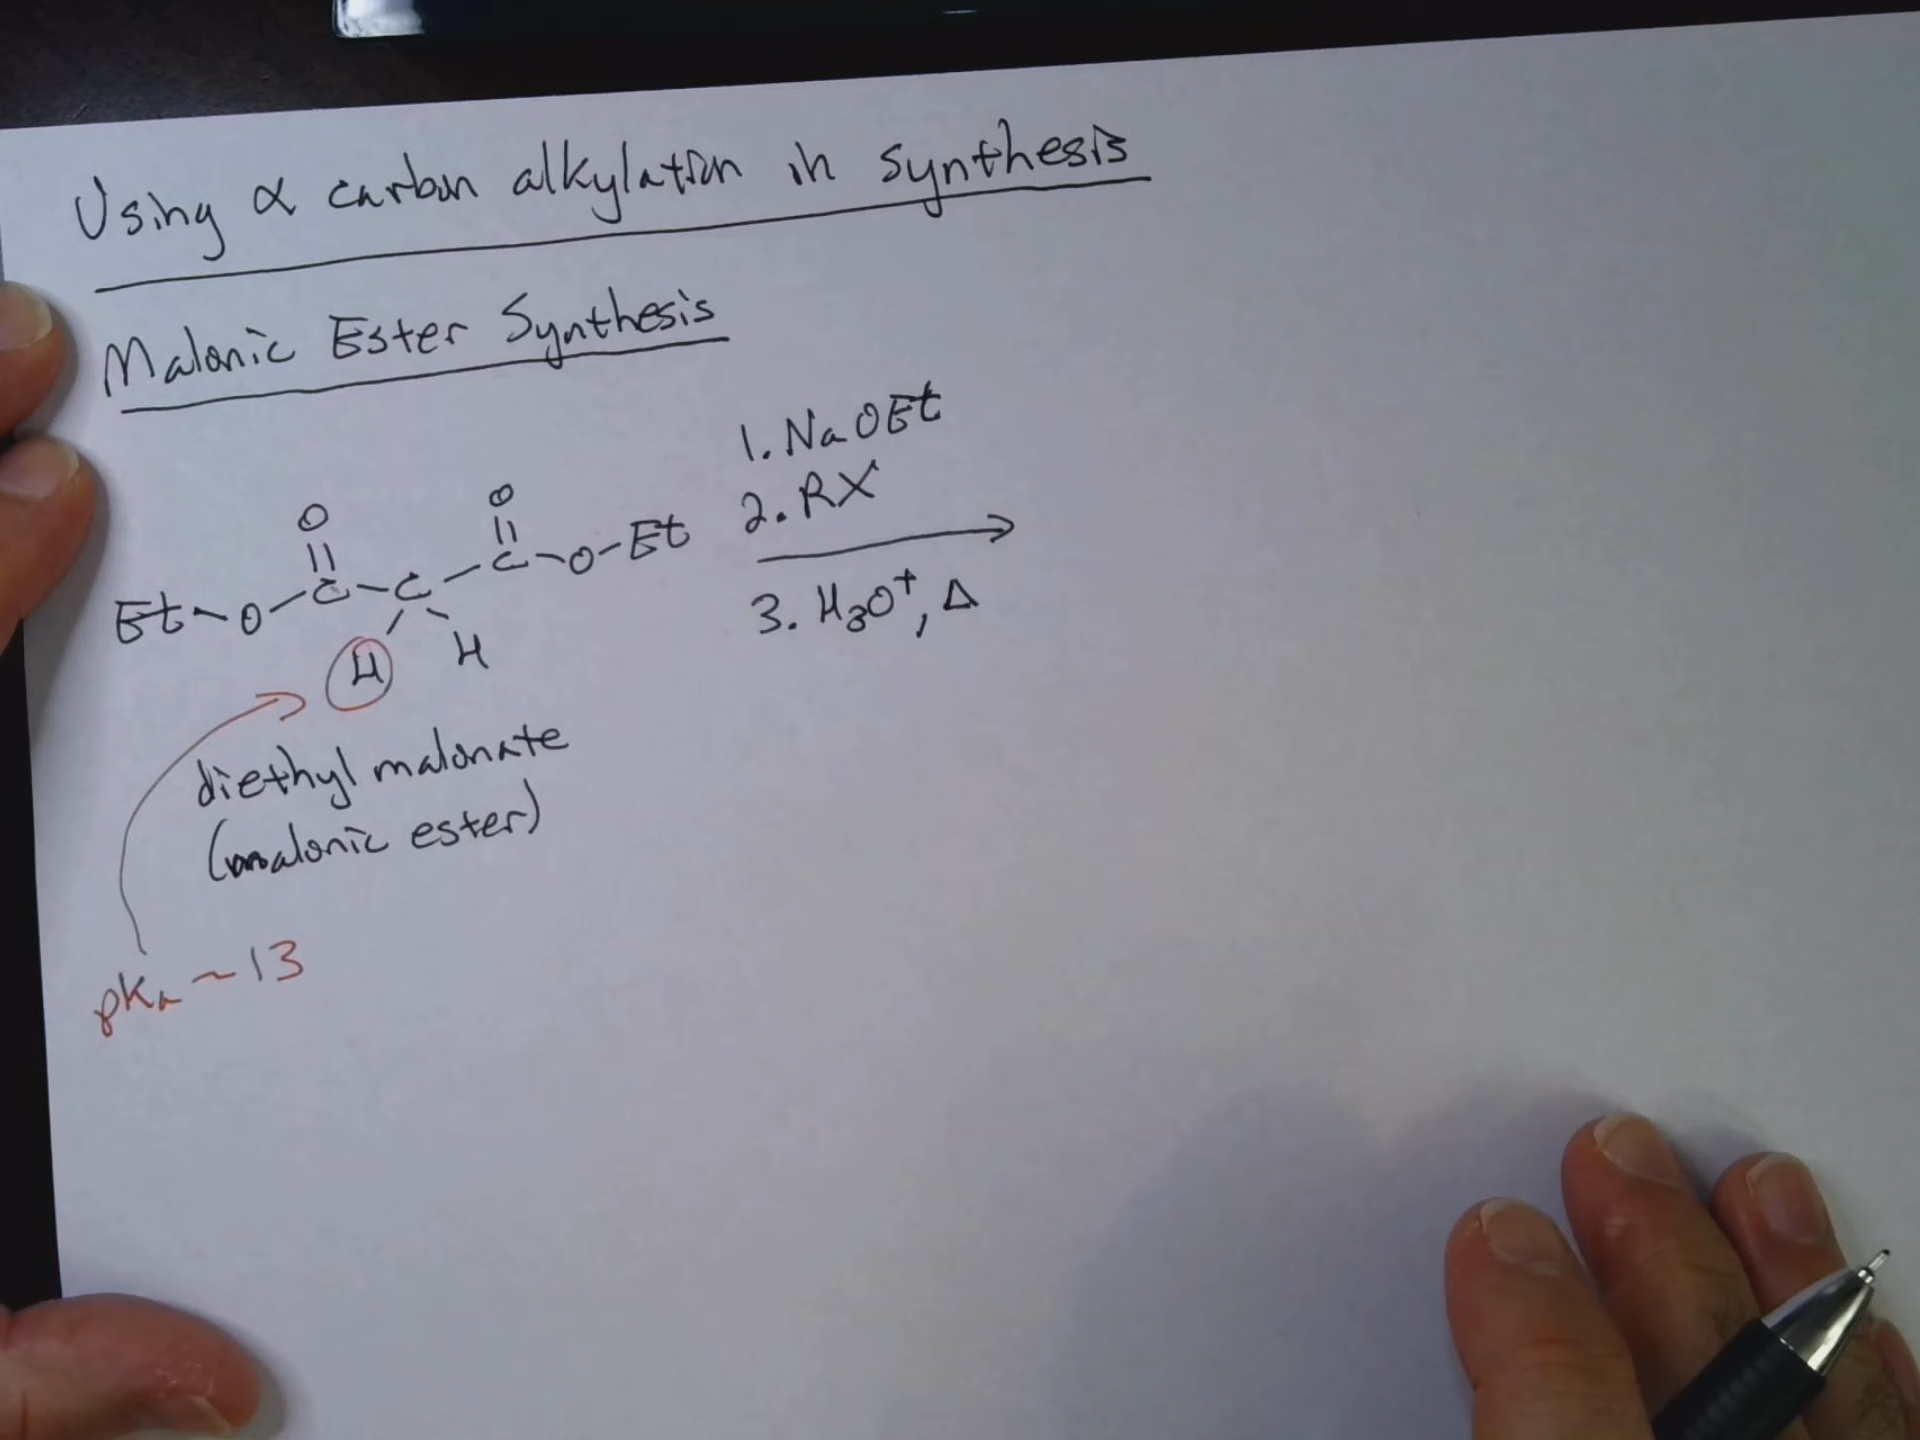 Using α carbon alkylation in synthesis
Malonic Ester Synthesis
1. NaOEt
2. RX
3. H3O+, Δ
O O
Et-O-C-C-C-O-Et
H H
diethyl malonate
(malonic ester)
pKa ~13